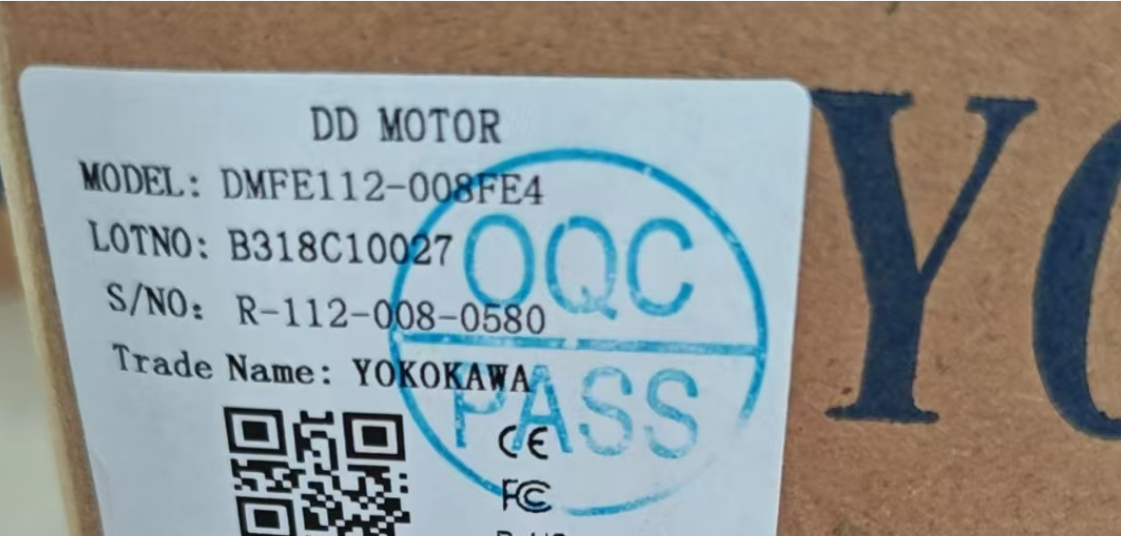 DD MOTOR
MODEL: DMFE112-008FE4
LOTNO: B318C10027
S/NO: R-112-008-0580
Trade Name: YOKOKAWA
OQC
PASS
CE
FC
YO